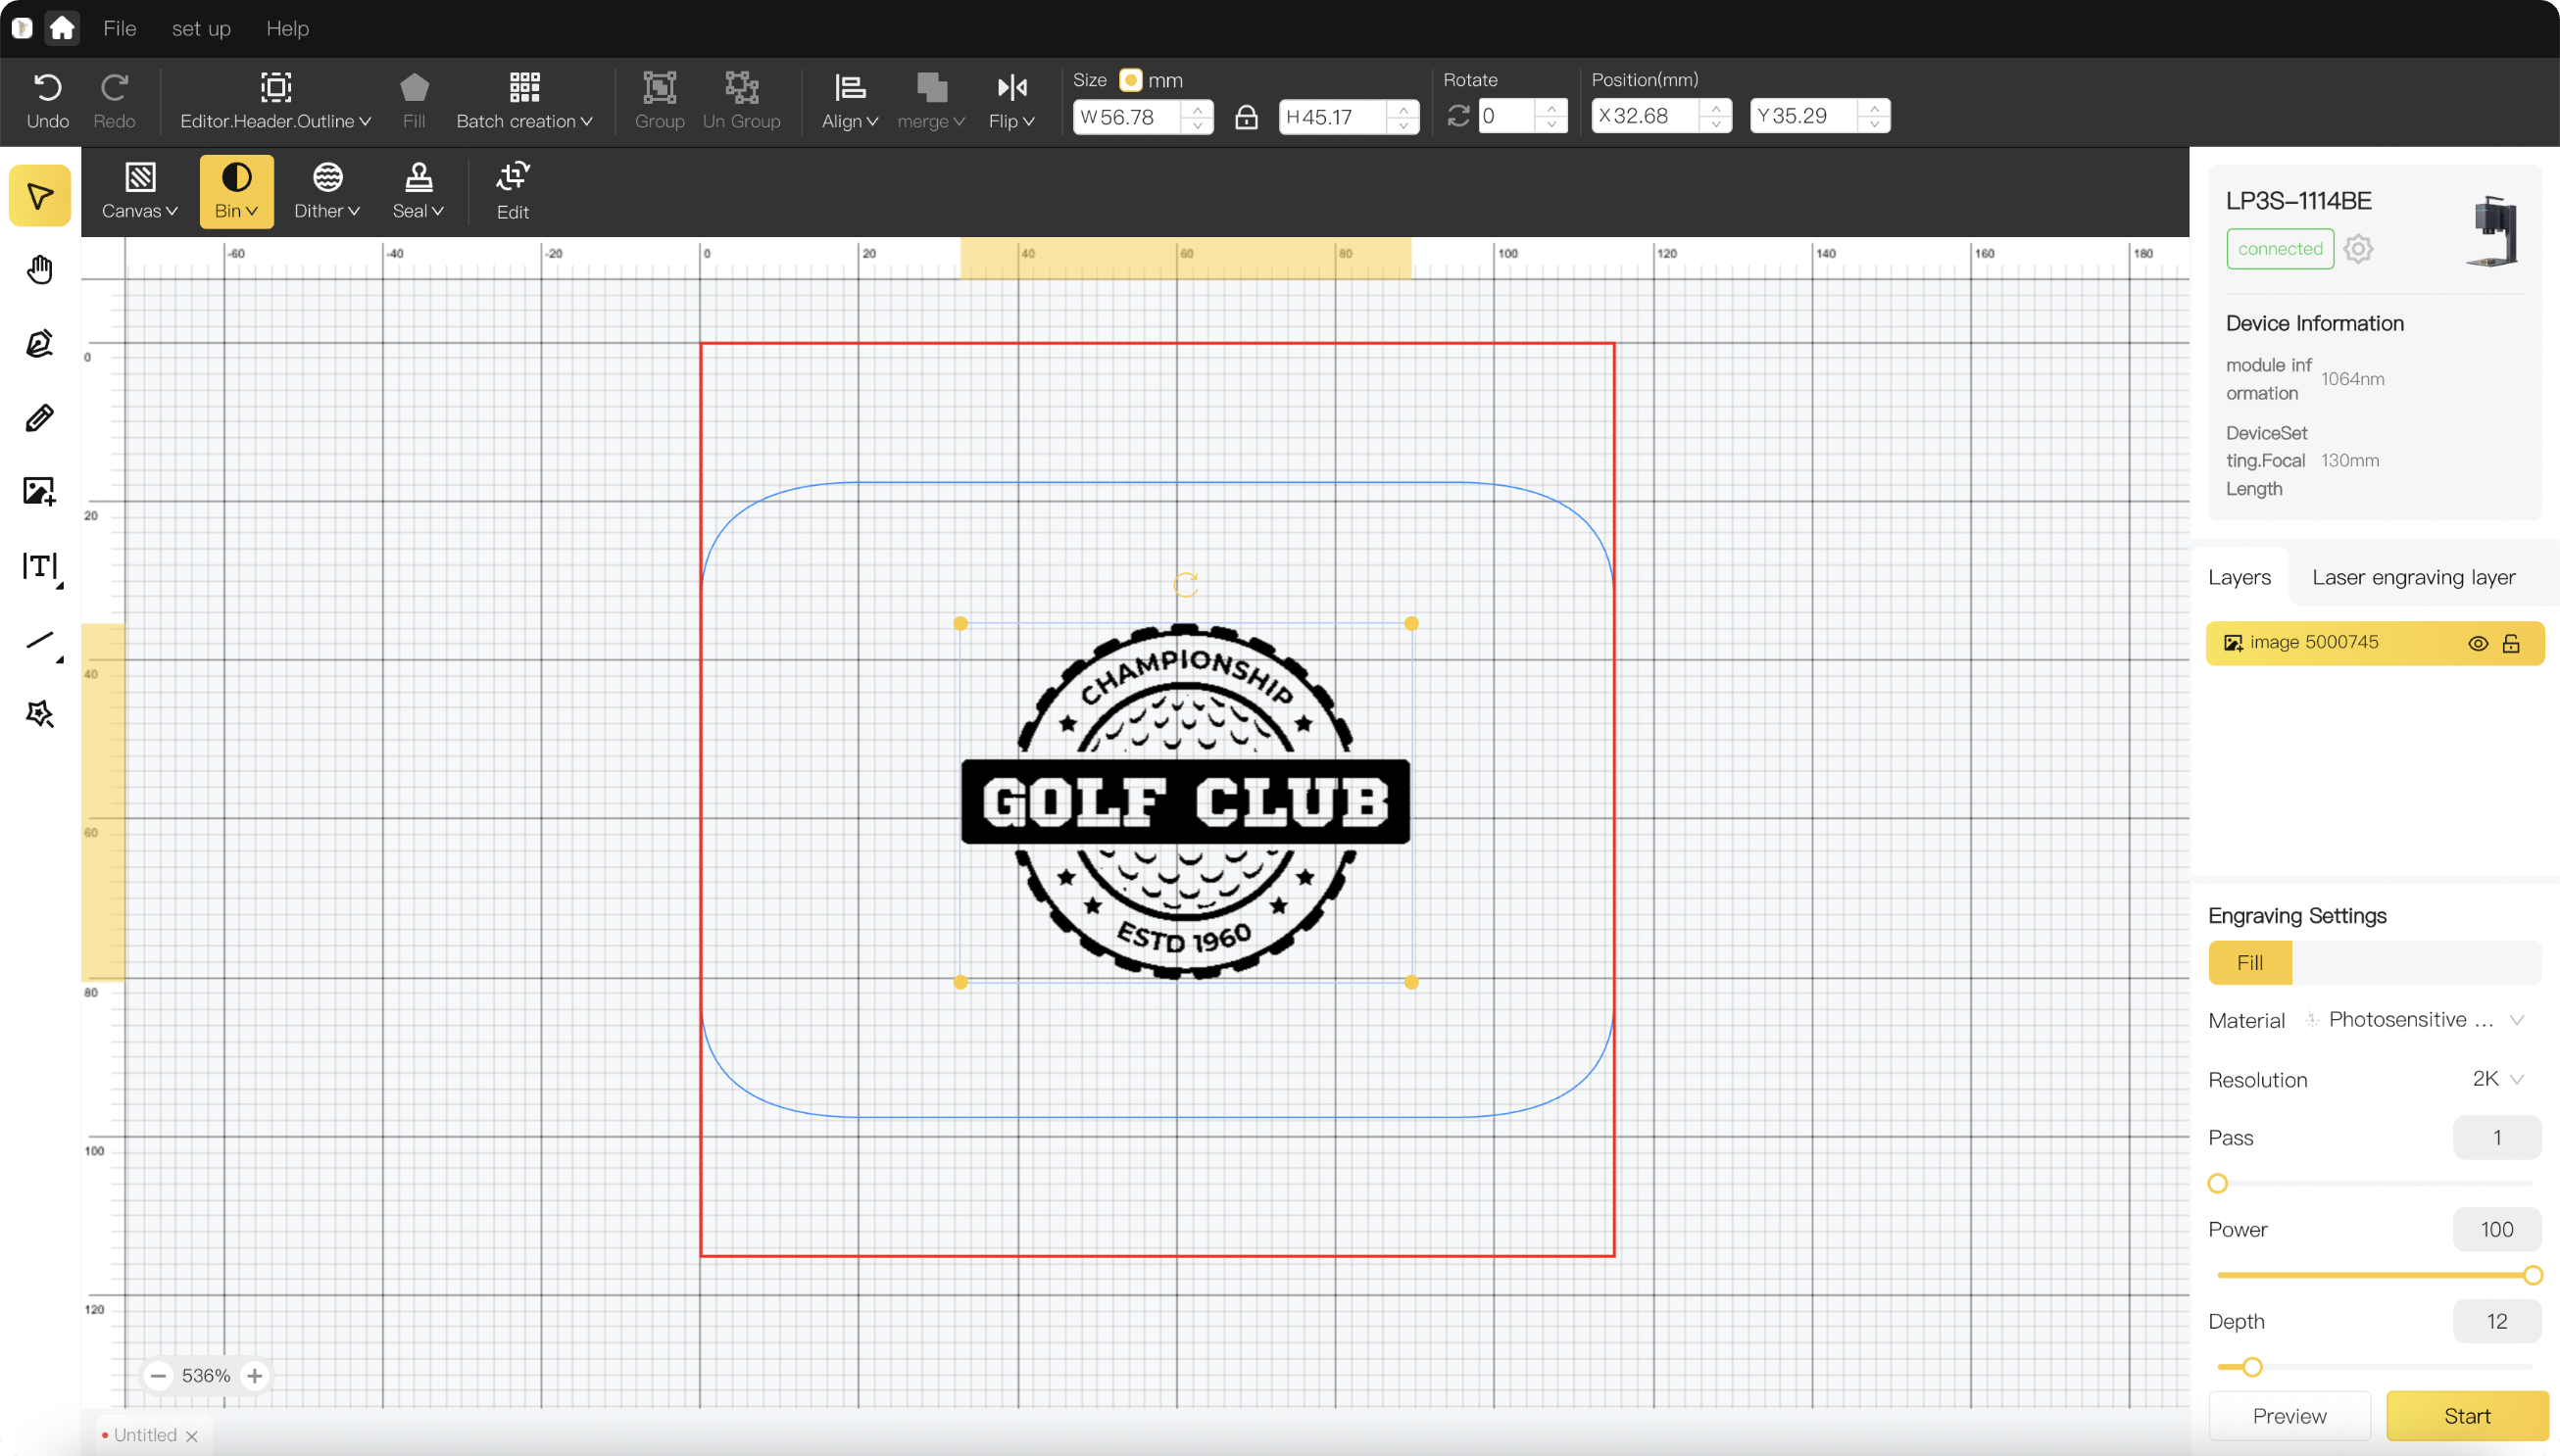 File set up Help
Undo Redo Editor.Header.Outline Fill Batch creation Group Un Group Align merge Flip
Size mm Rotate Position(mm)
W 56.78 H 45.17 0 X 32.68 Y 35.29
Canvas Bin Dither Seal Edit
-60 -40 -20 0 20 40 60 80 100 120 140 160 180
0
20
40
60
80
100
120
CHAMPIONSHIP
GOLF CLUB
ESTD 1960
536%
Untitled
LP3S-1114BE
connected
Device Information
module inf
ormation 1064nm
DeviceSet
ting.Focal 130mm
Length
Layers Laser engraving layer
image 5000745
Engraving Settings
Fill
Material Photosensitive ...
Resolution 2K
Pass 1
Power 100
Depth 12
Preview Start